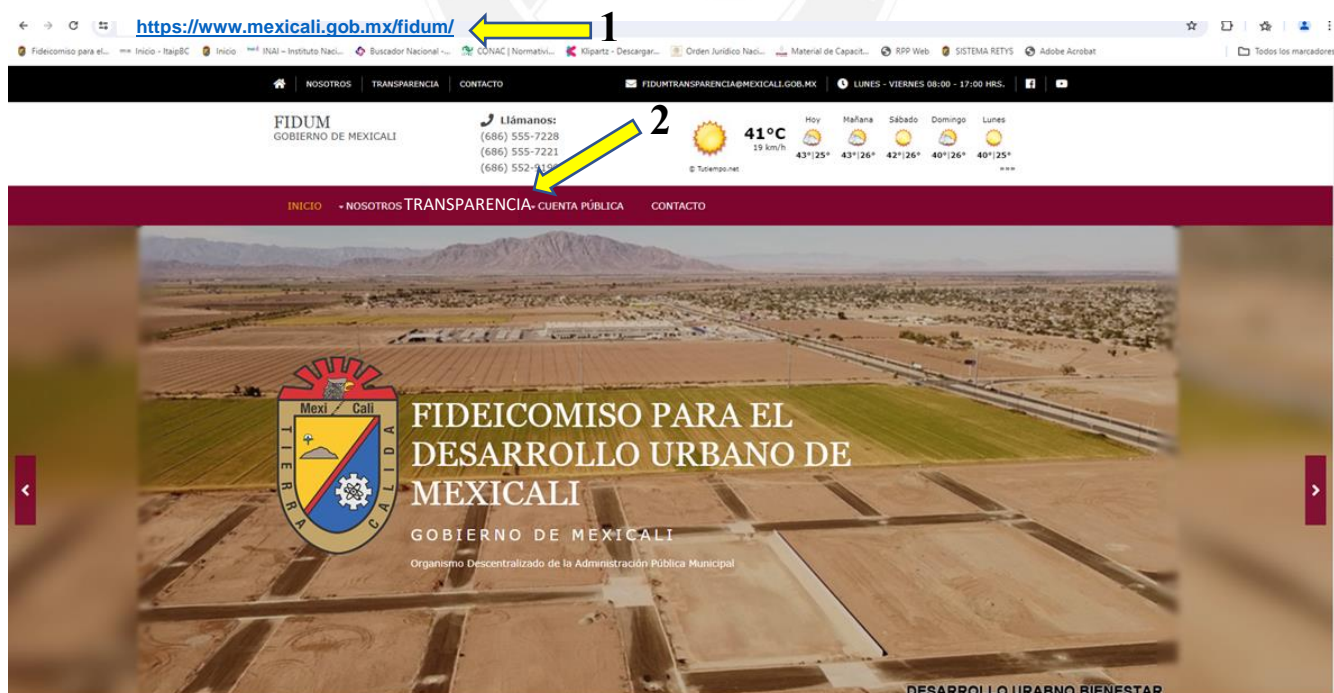 https://www.mexicali.gob.mx/fidum/
1
Fideicomiso para el... Inicio - ItaipBC Inicio INAI – Instituto Naci... Buscador Nacional -... CONAC | Normativi... Klipartz - Descargar... Orden Jurídico Naci... Material de Capacit... RPP Web SISTEMA RETYS Adobe Acrobat Todos los marcadores
NOSOTROS TRANSPARENCIA CONTACTO FIDUMTRANSPARENCIA@MEXICALI.GOB.MX LUNES - VIERNES 08:00 - 17:00 HRS.
FIDUM
GOBIERNO DE MEXICALI
Llámanos:
(686) 555-7228
(686) 555-7221
(686) 552-
2
41°C
19 km/h
© Tutiempo.net
Hoy Mañana Sábado Domingo Lunes
43°|25° 43°|26° 42°|26° 40°|26° 40°|25°
»»»
INICIO NOSOTROS TRANSPARENCIA CUENTA PÚBLICA CONTACTO
Mexi Cali
TIERRA CALIDA
FIDEICOMISO PARA EL
DESARROLLO URBANO DE
MEXICALI
GOBIERNO DE MEXICALI
Organismo Descentralizado de la Administración Pública Municipal
DESARROLLO URABNO BIENESTAR